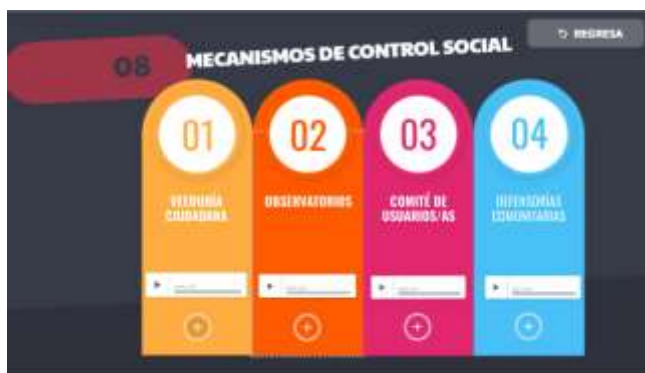 REGRESA
08
MECANISMOS DE CONTROL SOCIAL
01
02
03
04
VEEDURÍA
CIUDADANA
OBSERVATORIOS
COMITÉ DE
USUARIOS/AS
DEFENSORÍAS
COMUNITARIAS